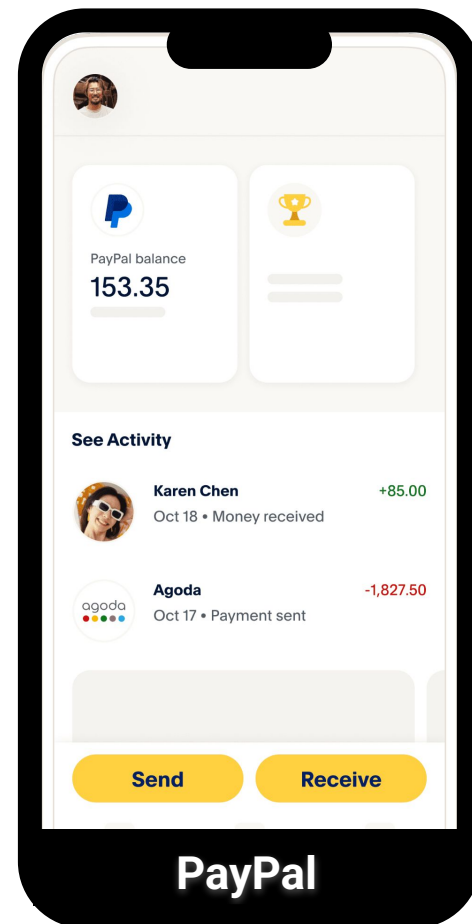 PayPal balance
153.35
See Activity
Karen Chen
+85.00
Oct 18 • Money received
agoda
Agoda
-1,827.50
Oct 17 • Payment sent
Send
Receive
PayPal